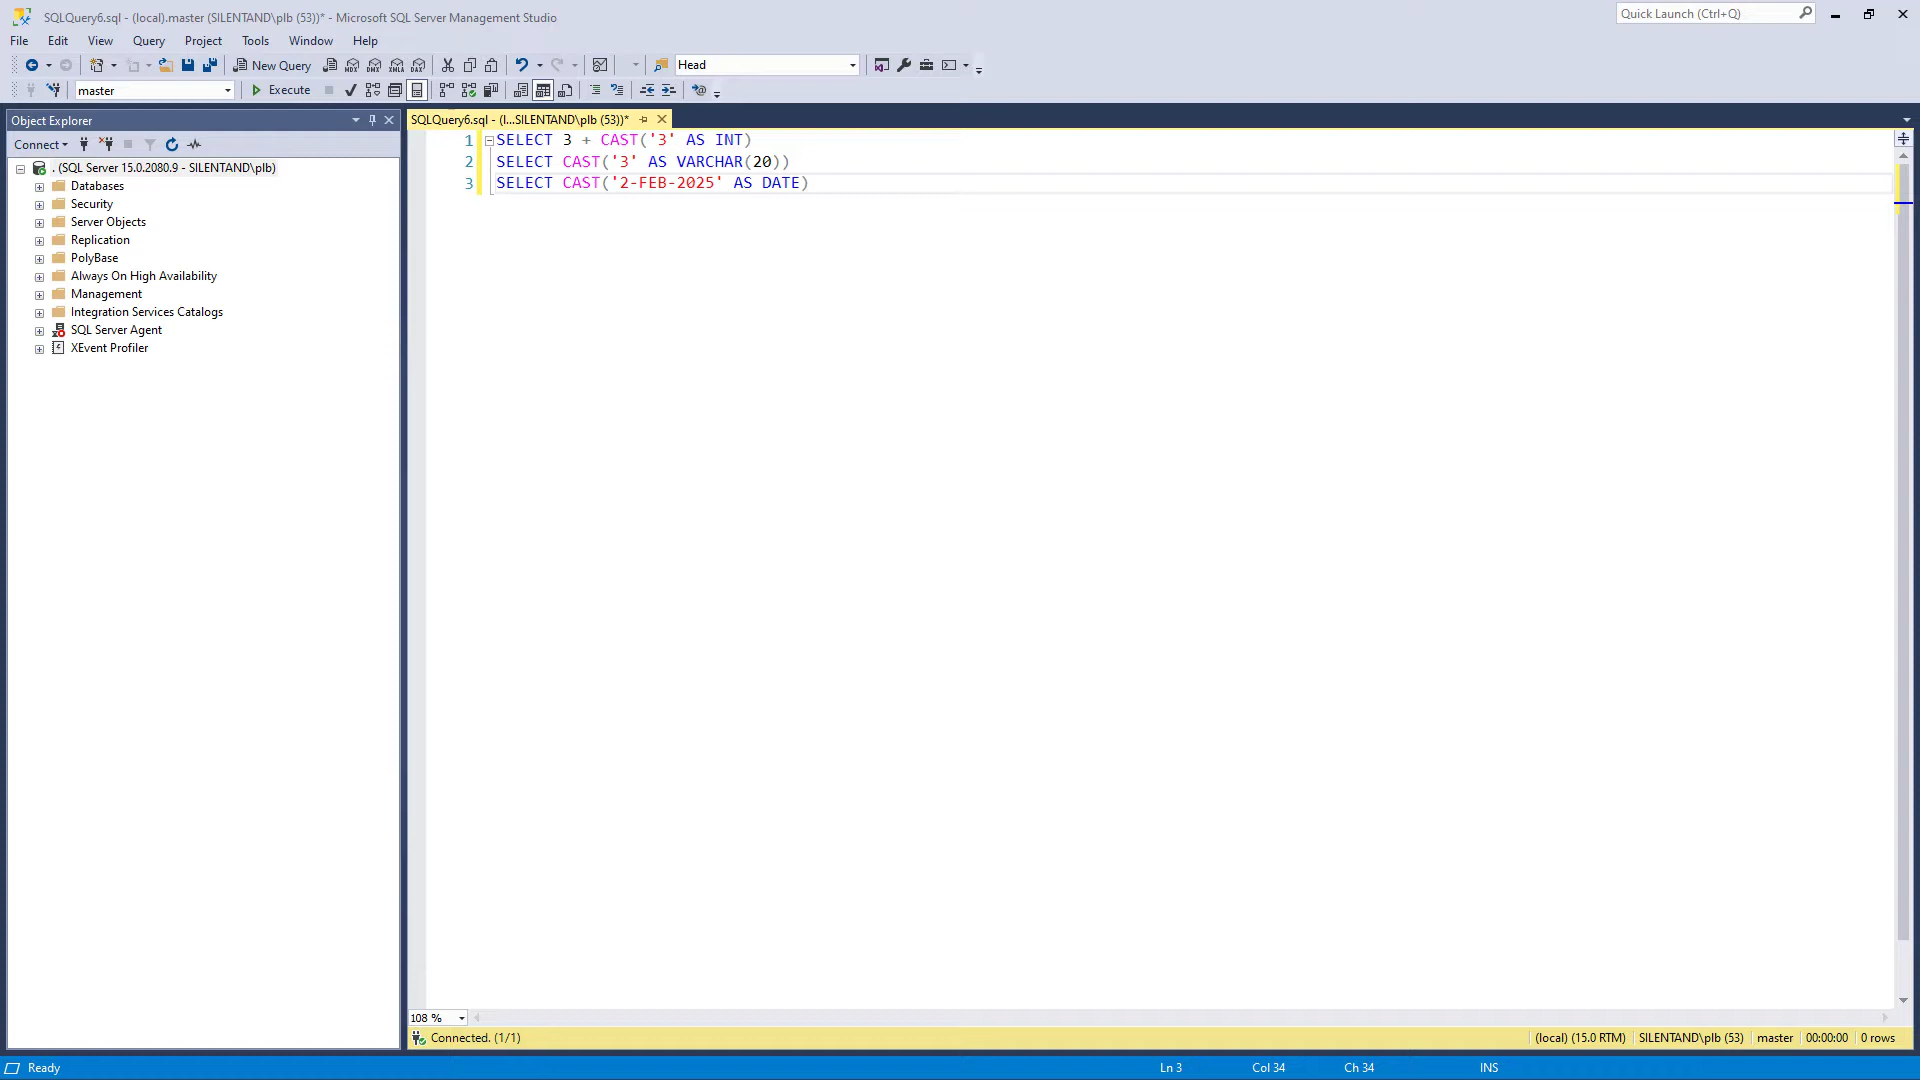 SQLQuery6.sql - (local).master (SILENTAND\plb (53))* - Microsoft SQL Server Management Studio
Quick Launch (Ctrl+Q)
File Edit View Query Project Tools Window Help
New Query MDX DMX XMLA DAX Head
master Execute
Object Explorer
SQLQuery6.sql - (l...SILENTAND\plb (53))*
Connect
. (SQL Server 15.0.2080.9 - SILENTAND\plb)
Databases
Security
Server Objects
Replication
PolyBase
Always On High Availability
Management
Integration Services Catalogs
SQL Server Agent
XEvent Profiler
1 SELECT 3 + CAST('3' AS INT)
2 SELECT CAST('3' AS VARCHAR(20))
3 SELECT CAST('2-FEB-2025' AS DATE)
108 %
Connected. (1/1)
(local) (15.0 RTM) SILENTAND\plb (53) master 00:00:00 0 rows
Ready
Ln 3 Col 34 Ch 34 INS